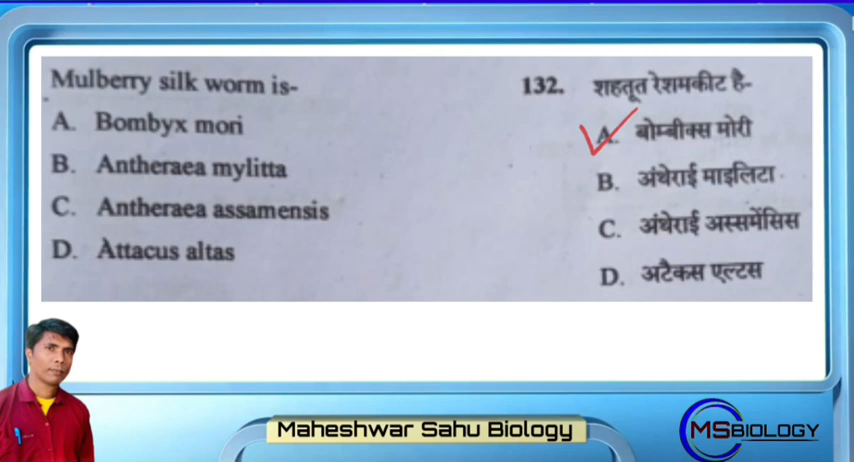 Mulberry silk worm is-
A. Bombyx mori
B. Antheraea mylitta
C. Antheraea assamensis
D. Attacus altas
132. शहतूत रेशमकीट है-
A. बोम्बीक्स मोरी
B. अंथेराई माइलिटा
C. अंथेराई अस्समेंसिस
D. अटैकस एल्टस
Maheshwar Sahu Biology
MSBIOLOGY